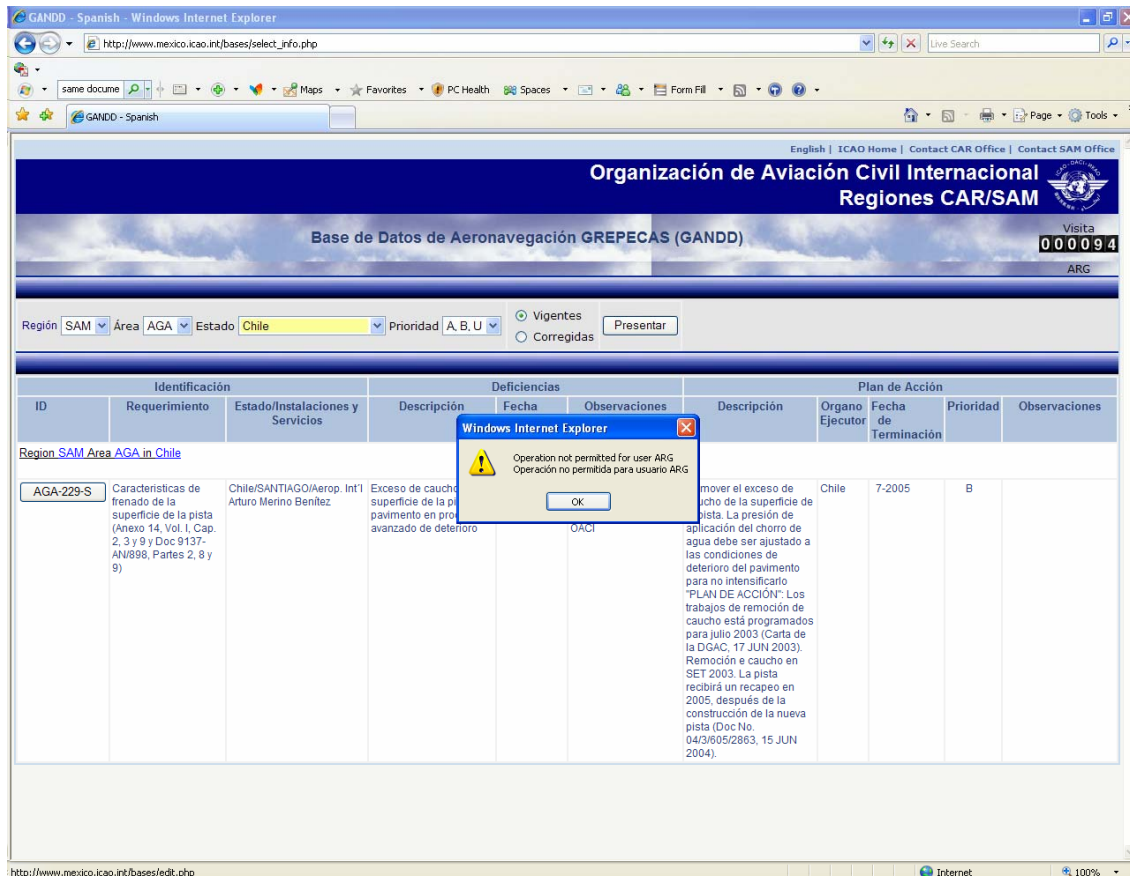 GANDD - Spanish - Windows Internet Explorer
http://www.mexico.icao.int/bases/select_info.php
Live Search
same docume
Maps
Favorites
PC Health
Spaces
Form Fill
GANDD - Spanish
Page
Tools
English | ICAO Home | Contact CAR Office | Contact SAM Office
Organización de Aviación Civil Internacional
Regiones CAR/SAM
Base de Datos de Aeronavegación GREPECAS (GANDD)
Visita
000094
ARG
Región SAM Área AGA Estado Chile Prioridad A, B, U
Vigentes
Corregidas
Presentar
Identificación
Deficiencias
Plan de Acción
ID
Requerimiento
Estado/Instalaciones y
Servicios
Descripción
Fecha
Observaciones
Descripción
Organo
Ejecutor
Fecha
de
Terminación
Prioridad
Observaciones
Region SAM Area AGA in Chile
AGA-229-S
Caracteristicas de
frenado de la
superficie de la pista
(Anexo 14, Vol. I, Cap.
2, 3 y 9 y Doc 9137-
AN/898, Partes 2, 8 y
9)
Chile/SANTIAGO/Aerop. Int'l
Arturo Merino Benítez
Exceso de caucho
superficie de la
pavimento en
avanzado de deterioro
OACI
mover el exceso de
de la superficie de
pista. La presión de
aplicación del chorro de
agua debe ser ajustado a
las condiciones de
deterioro del pavimento
para no intensificarlo
"PLAN DE ACCIÓN": Los
trabajos de remoción de
caucho está programados
para julio 2003 (Carta de
la DGAC, 17 JUN 2003).
Remoción e caucho en
SET 2003. La pista
recibirá un recapeo en
2005, después de la
construcción de la nueva
pista (Doc No.
04/3/605/2863, 15 JUN
2004).
Chile
7-2005
B
Windows Internet Explorer
Operation not permitted for user ARG
Operación no permitida para usuario ARG
OK
http://www.mexico.icao.int/bases/edit.php
Internet
100%